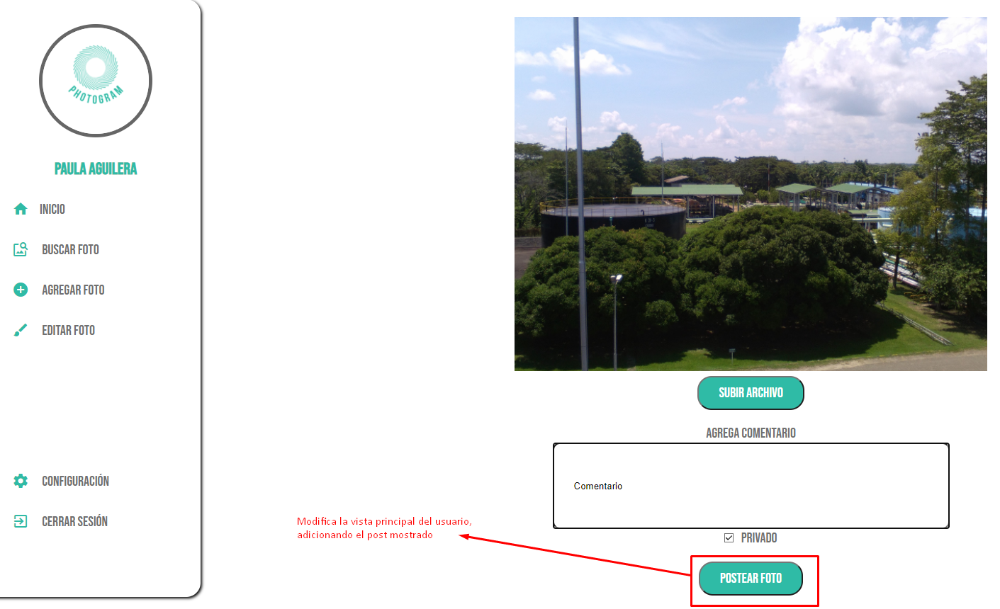 PHOTOGRAM
PAULA AGUILERA
INICIO
BUSCAR FOTO
AGREGAR FOTO
EDITAR FOTO
CONFIGURACIÓN
CERRAR SESIÓN
SUBIR ARCHIVO
AGREGA COMENTARIO
Comentario
PRIVADO
Modifica la vista principal del usuario,
adicionando el post mostrado
POSTEAR FOTO